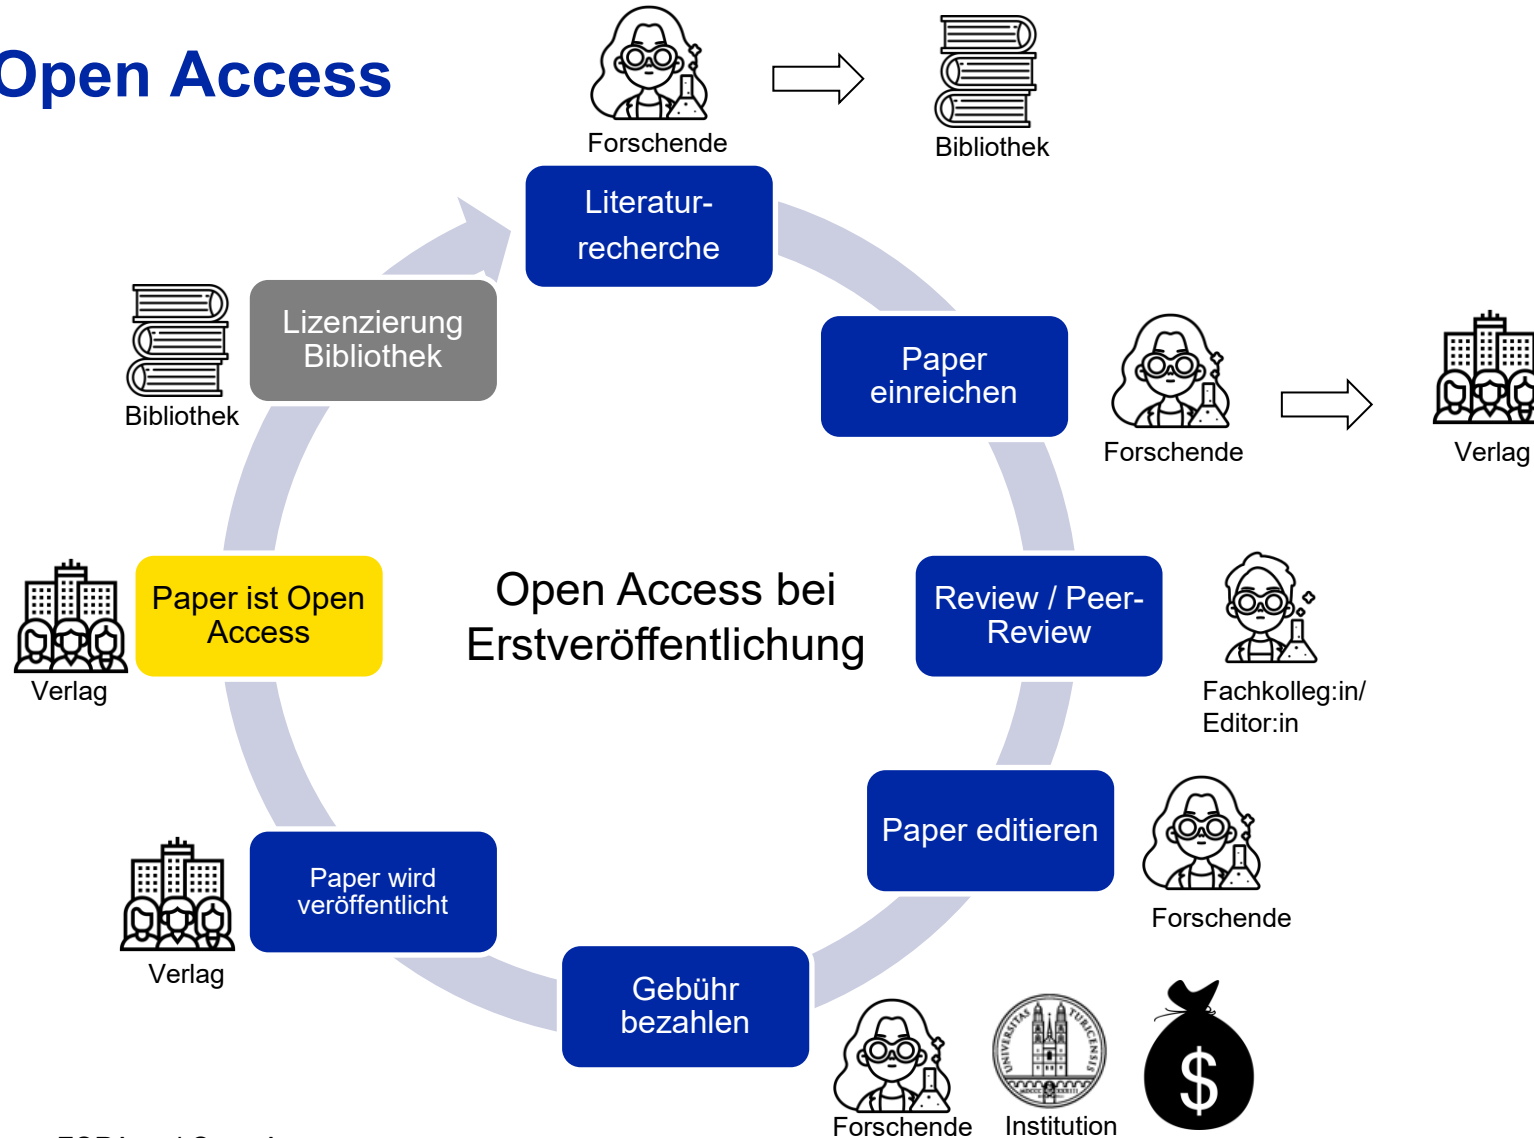 Open Access
Forschende
Bibliothek
Literatur-
recherche
Lizenzierung
Bibliothek
Bibliothek
Paper
einreichen
Forschende
Verlag
Paper ist Open
Access
Verlag
Open Access bei
Erstveröffentlichung
Review / Peer-
Review
Fachkolleg:in/
Editor:in
Paper editieren
Forschende
Paper wird
veröffentlicht
Verlag
Gebühr
bezahlen
UNIVERSITAS TURICENSIS
$
Forschende
Institution